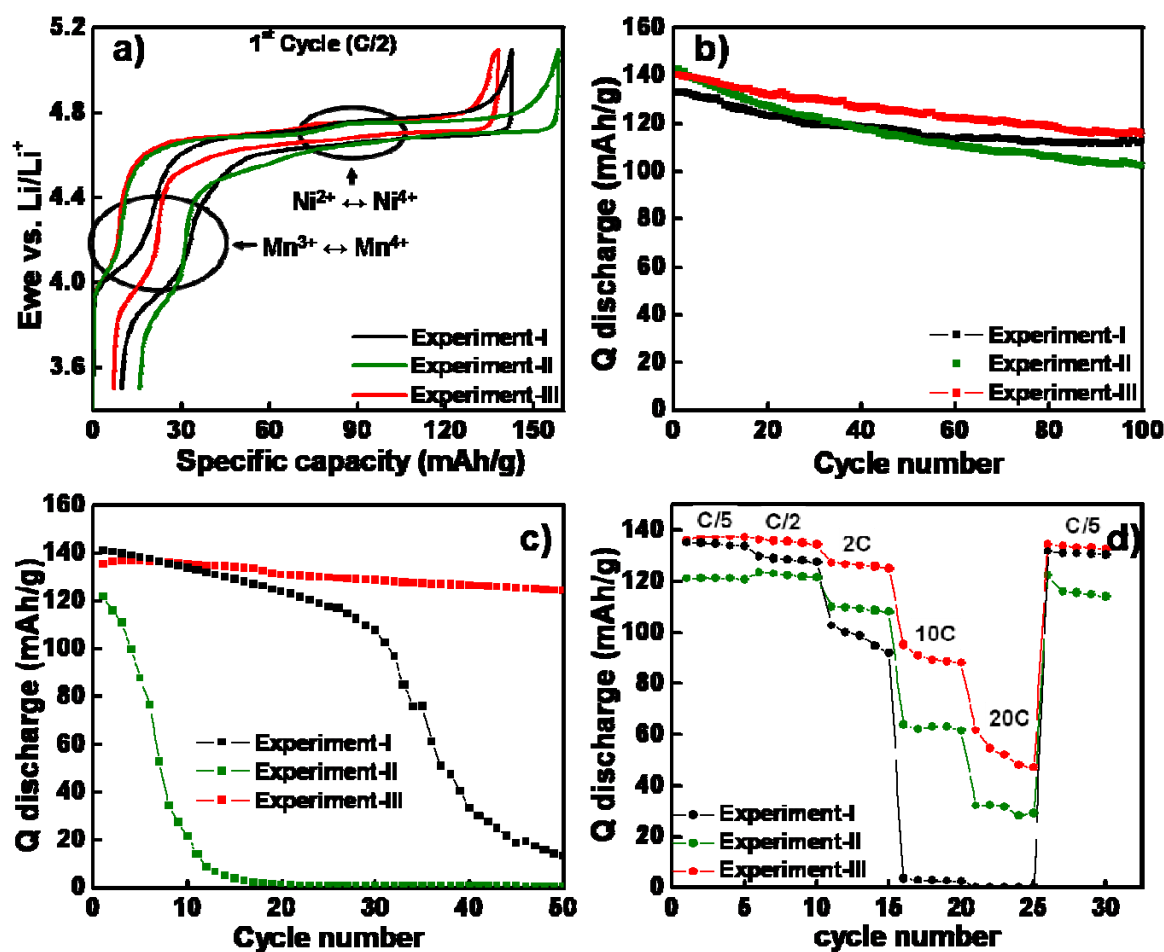 a)
1st Cycle (C/2)
5.2
4.8
4.4
4.0
3.6
Ewe vs. Li/Li+
Ni2+ ↔ Ni4+
Mn3+ ↔ Mn4+
Experiment-I
Experiment-II
Experiment-III
0 30 60 90 120 150
Specific capacity (mAh/g)
b)
160
140
120
100
80
60
40
20
0
Q discharge (mAh/g)
Experiment-I
Experiment-II
Experiment-III
0 20 40 60 80 100
Cycle number
c)
160
140
120
100
80
60
40
20
0
Q discharge (mAh/g)
Experiment-I
Experiment-II
Experiment-III
0 10 20 30 40 50
Cycle number
d)
C/5 C/2 2C 10C 20C C/5
140
120
100
80
60
40
20
0
Q discharge (mAh/g)
Experiment-I
Experiment-II
Experiment-III
0 5 10 15 20 25 30
cycle number